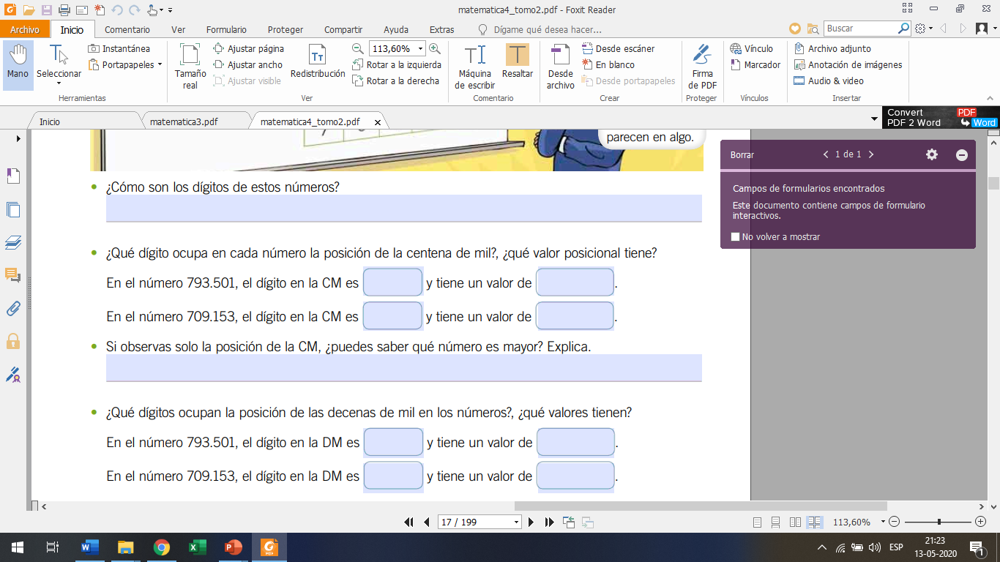 matematica4_tomo2.pdf - Foxit Reader
Archivo Inicio Comentario Ver Formulario Proteger Compartir Ayuda Extras Dígame qué desea hacer... Buscar
Mano
Seleccionar
Instantánea
Portapapeles
Herramientas
Tamaño real
Ajustar página
Ajustar ancho
Ajustar visible
Redistribución
113,60%
Rotar a la izquierda
Rotar a la derecha
Ver
Máquina de escribir
Resaltar
Comentario
Desde archivo
Desde escáner
En blanco
Desde portapapeles
Crear
Firma de PDF
Proteger
Vínculo
Marcador
Vínculos
Archivo adjunto
Anotación de imágenes
Audio & video
Insertar
Inicio matematica3.pdf matematica4_tomo2.pdf
Convert PDF
PDF 2 Word Word
parecen en algo.
Borrar 1 de 1
Campos de formularios encontrados
Este documento contiene campos de formulario
interactivos.
No volver a mostrar
• ¿Cómo son los dígitos de estos números?
• ¿Qué dígito ocupa en cada número la posición de la centena de mil?, ¿qué valor posicional tiene?
En el número 793.501, el dígito en la CM es y tiene un valor de .
En el número 709.153, el dígito en la CM es y tiene un valor de .
• Si observas solo la posición de la CM, ¿puedes saber qué número es mayor? Explica.
• ¿Qué dígitos ocupan la posición de las decenas de mil en los números?, ¿qué valores tienen?
En el número 793.501, el dígito en la DM es y tiene un valor de .
En el número 709.153, el dígito en la DM es y tiene un valor de .
17 / 199
113,60%
ESP
21:23
13-05-2020